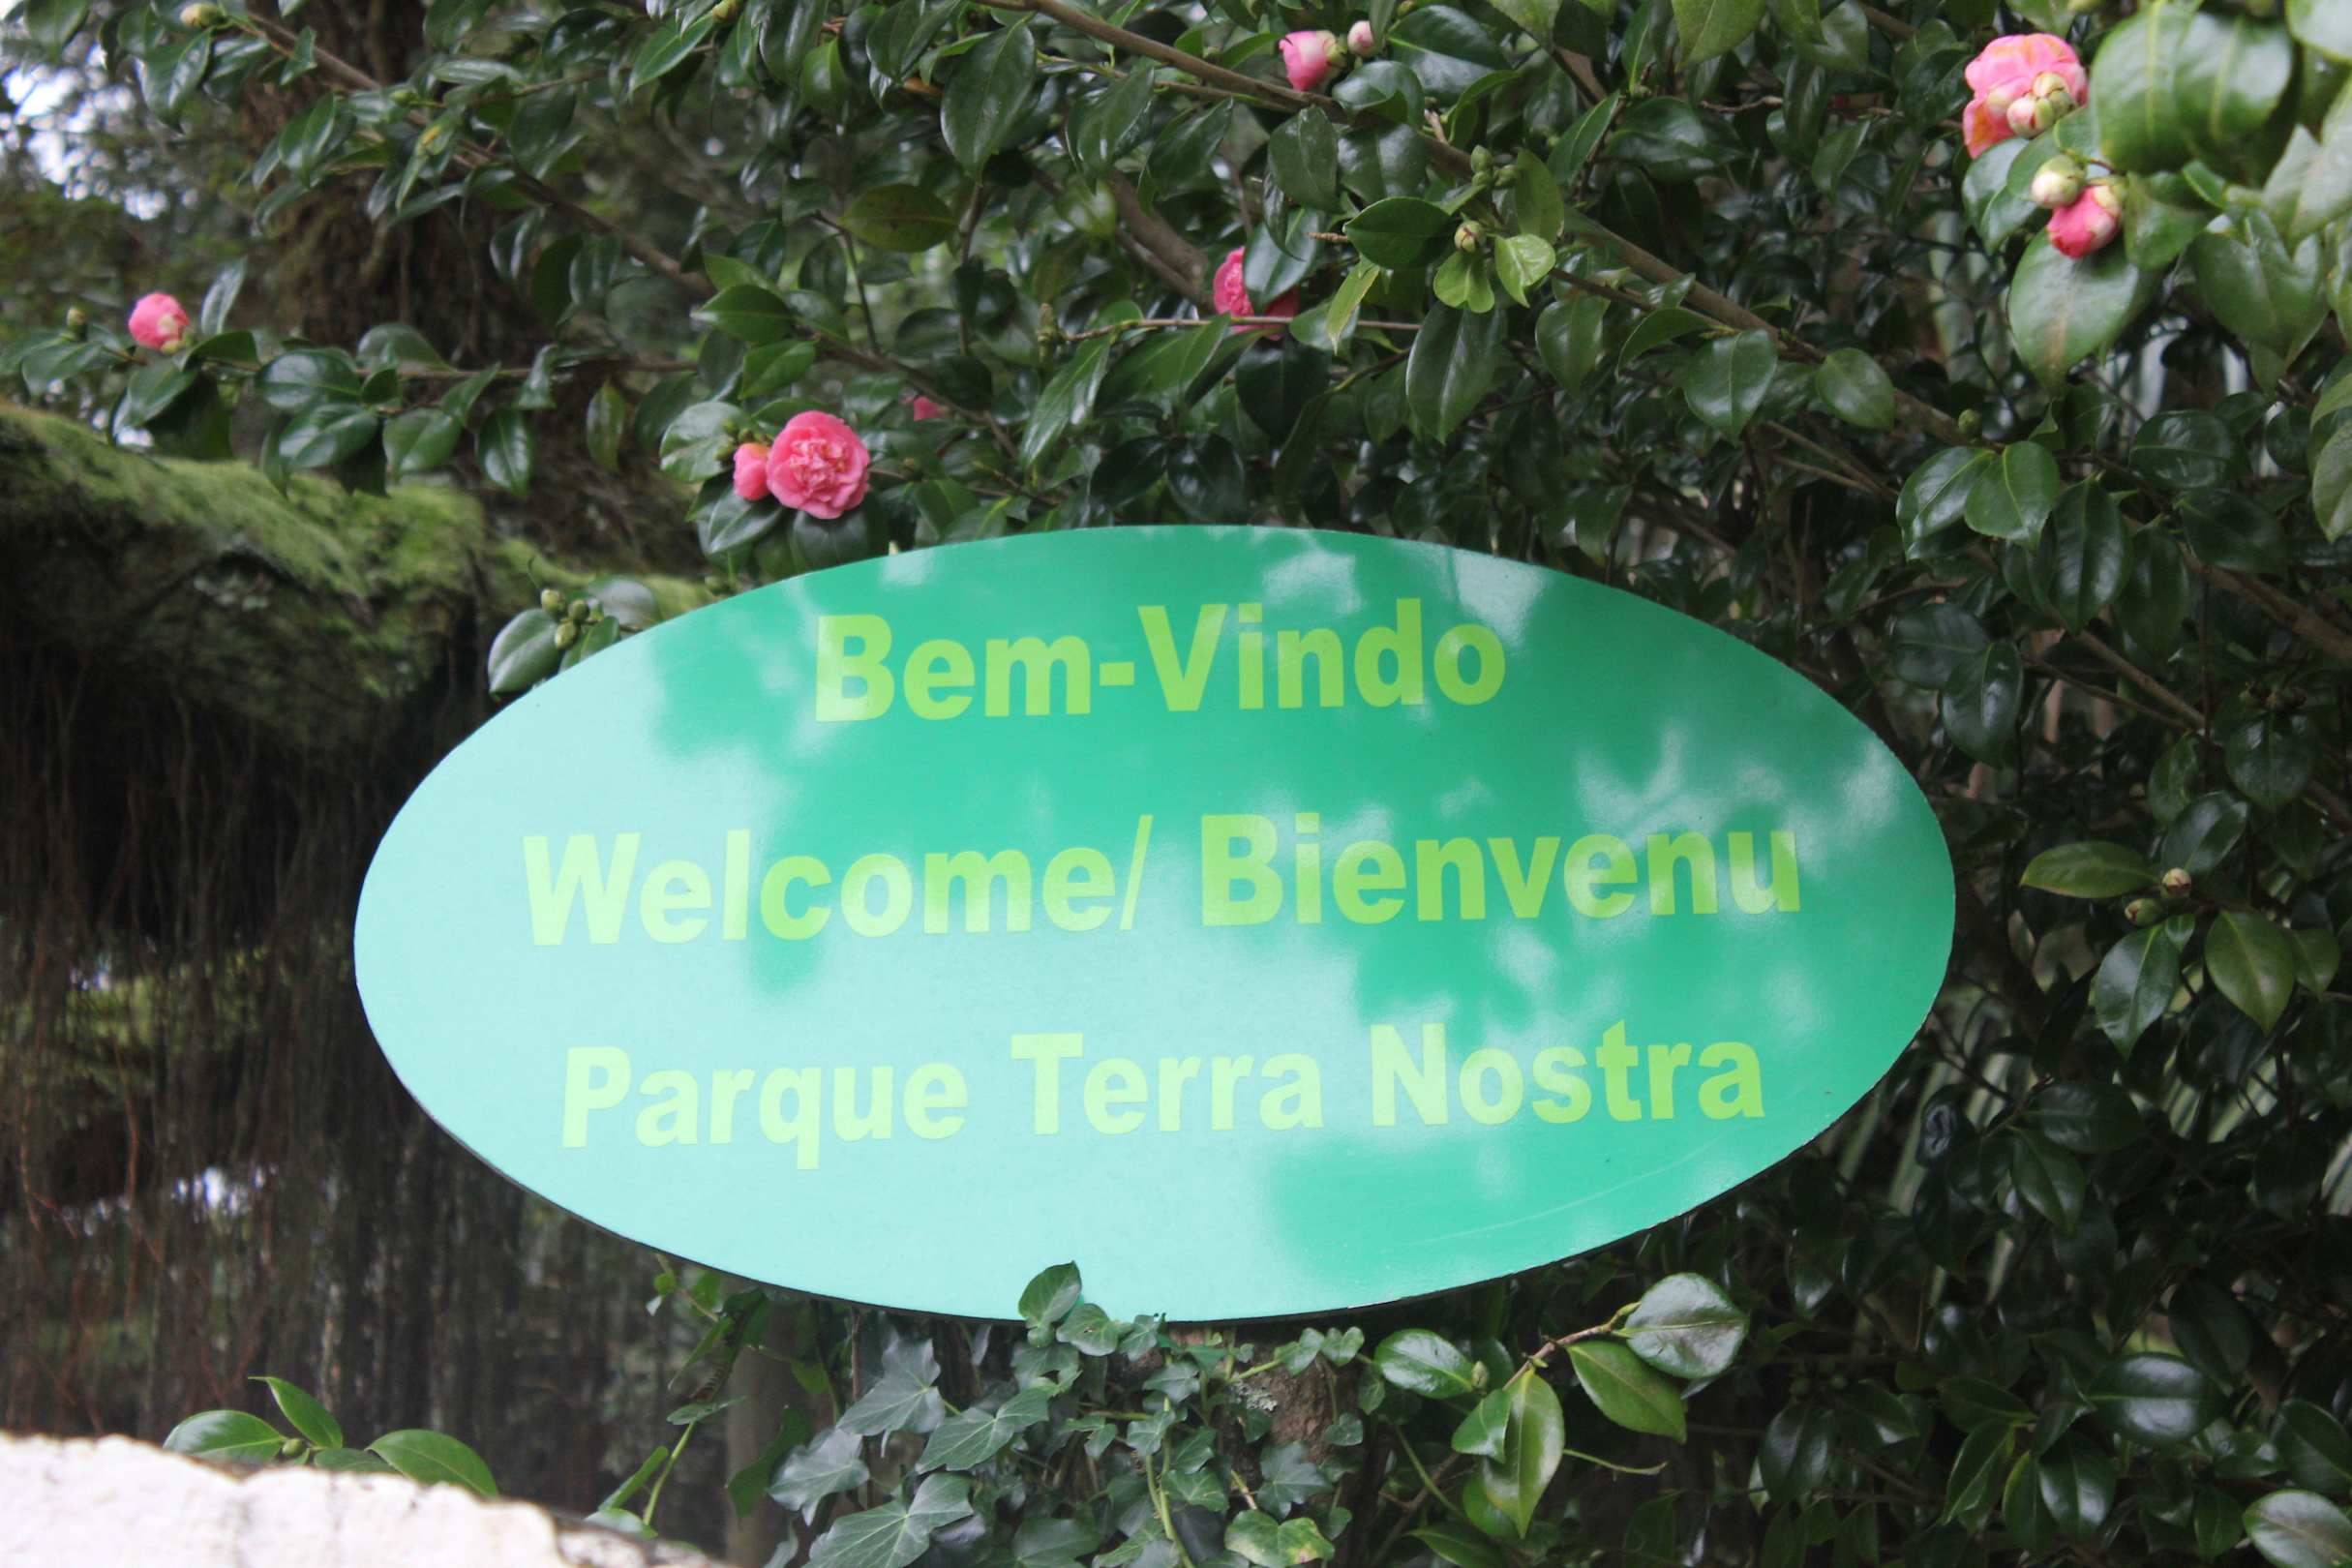 Bem-Vindo
Welcome/ Bienvenu
Parque Terra Nostra